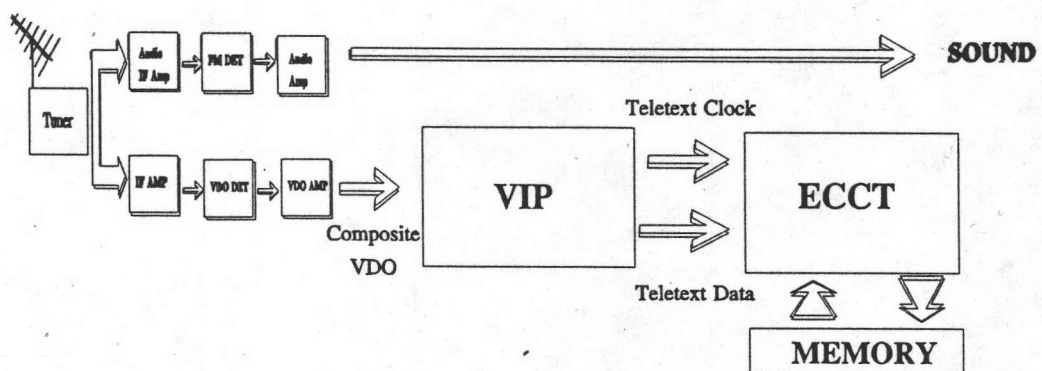 Audio
IF Amp
FM DET
Audio
Amp
SOUND
Tuner
Teletext Clock
IF AMP
VDO DET
VDO AMP
VIP
ECCT
Composite
VDO
Teletext Data
MEMORY